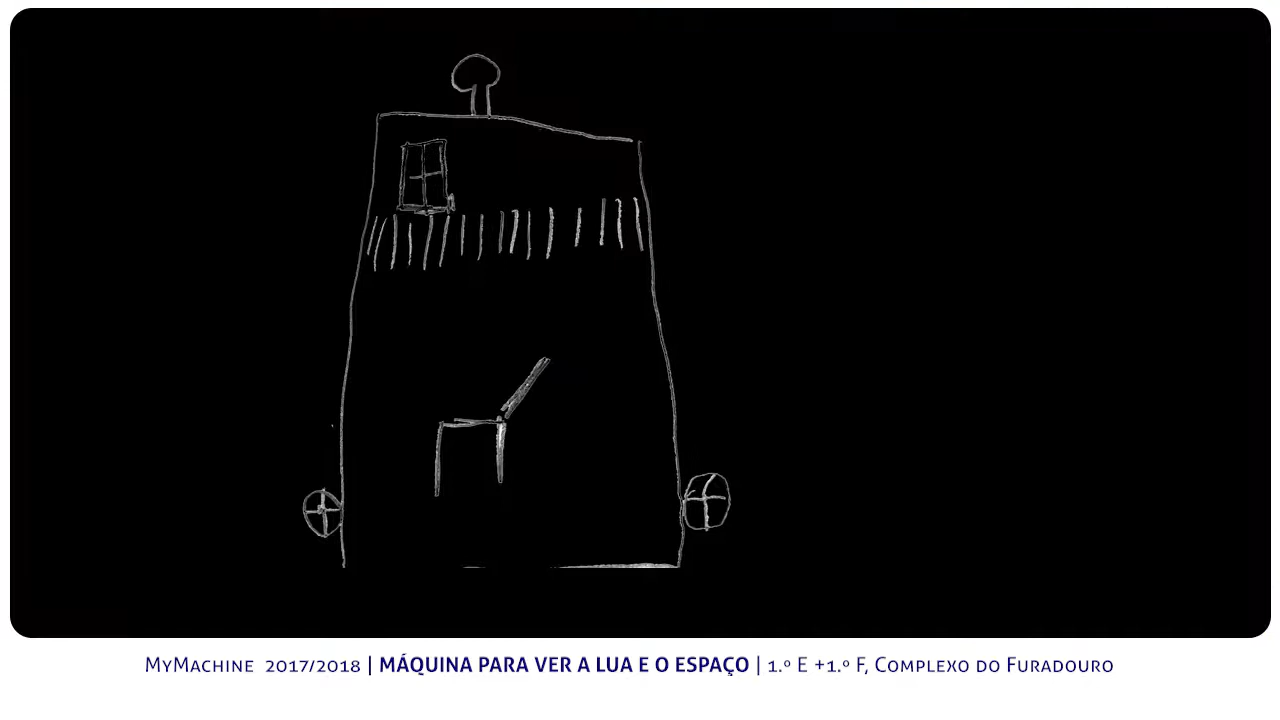 MyMachine 2017/2018 | MÁQUINA PARA VER A LUA E O ESPAÇO | 1.º E +1.º F, Complexo do Furadouro